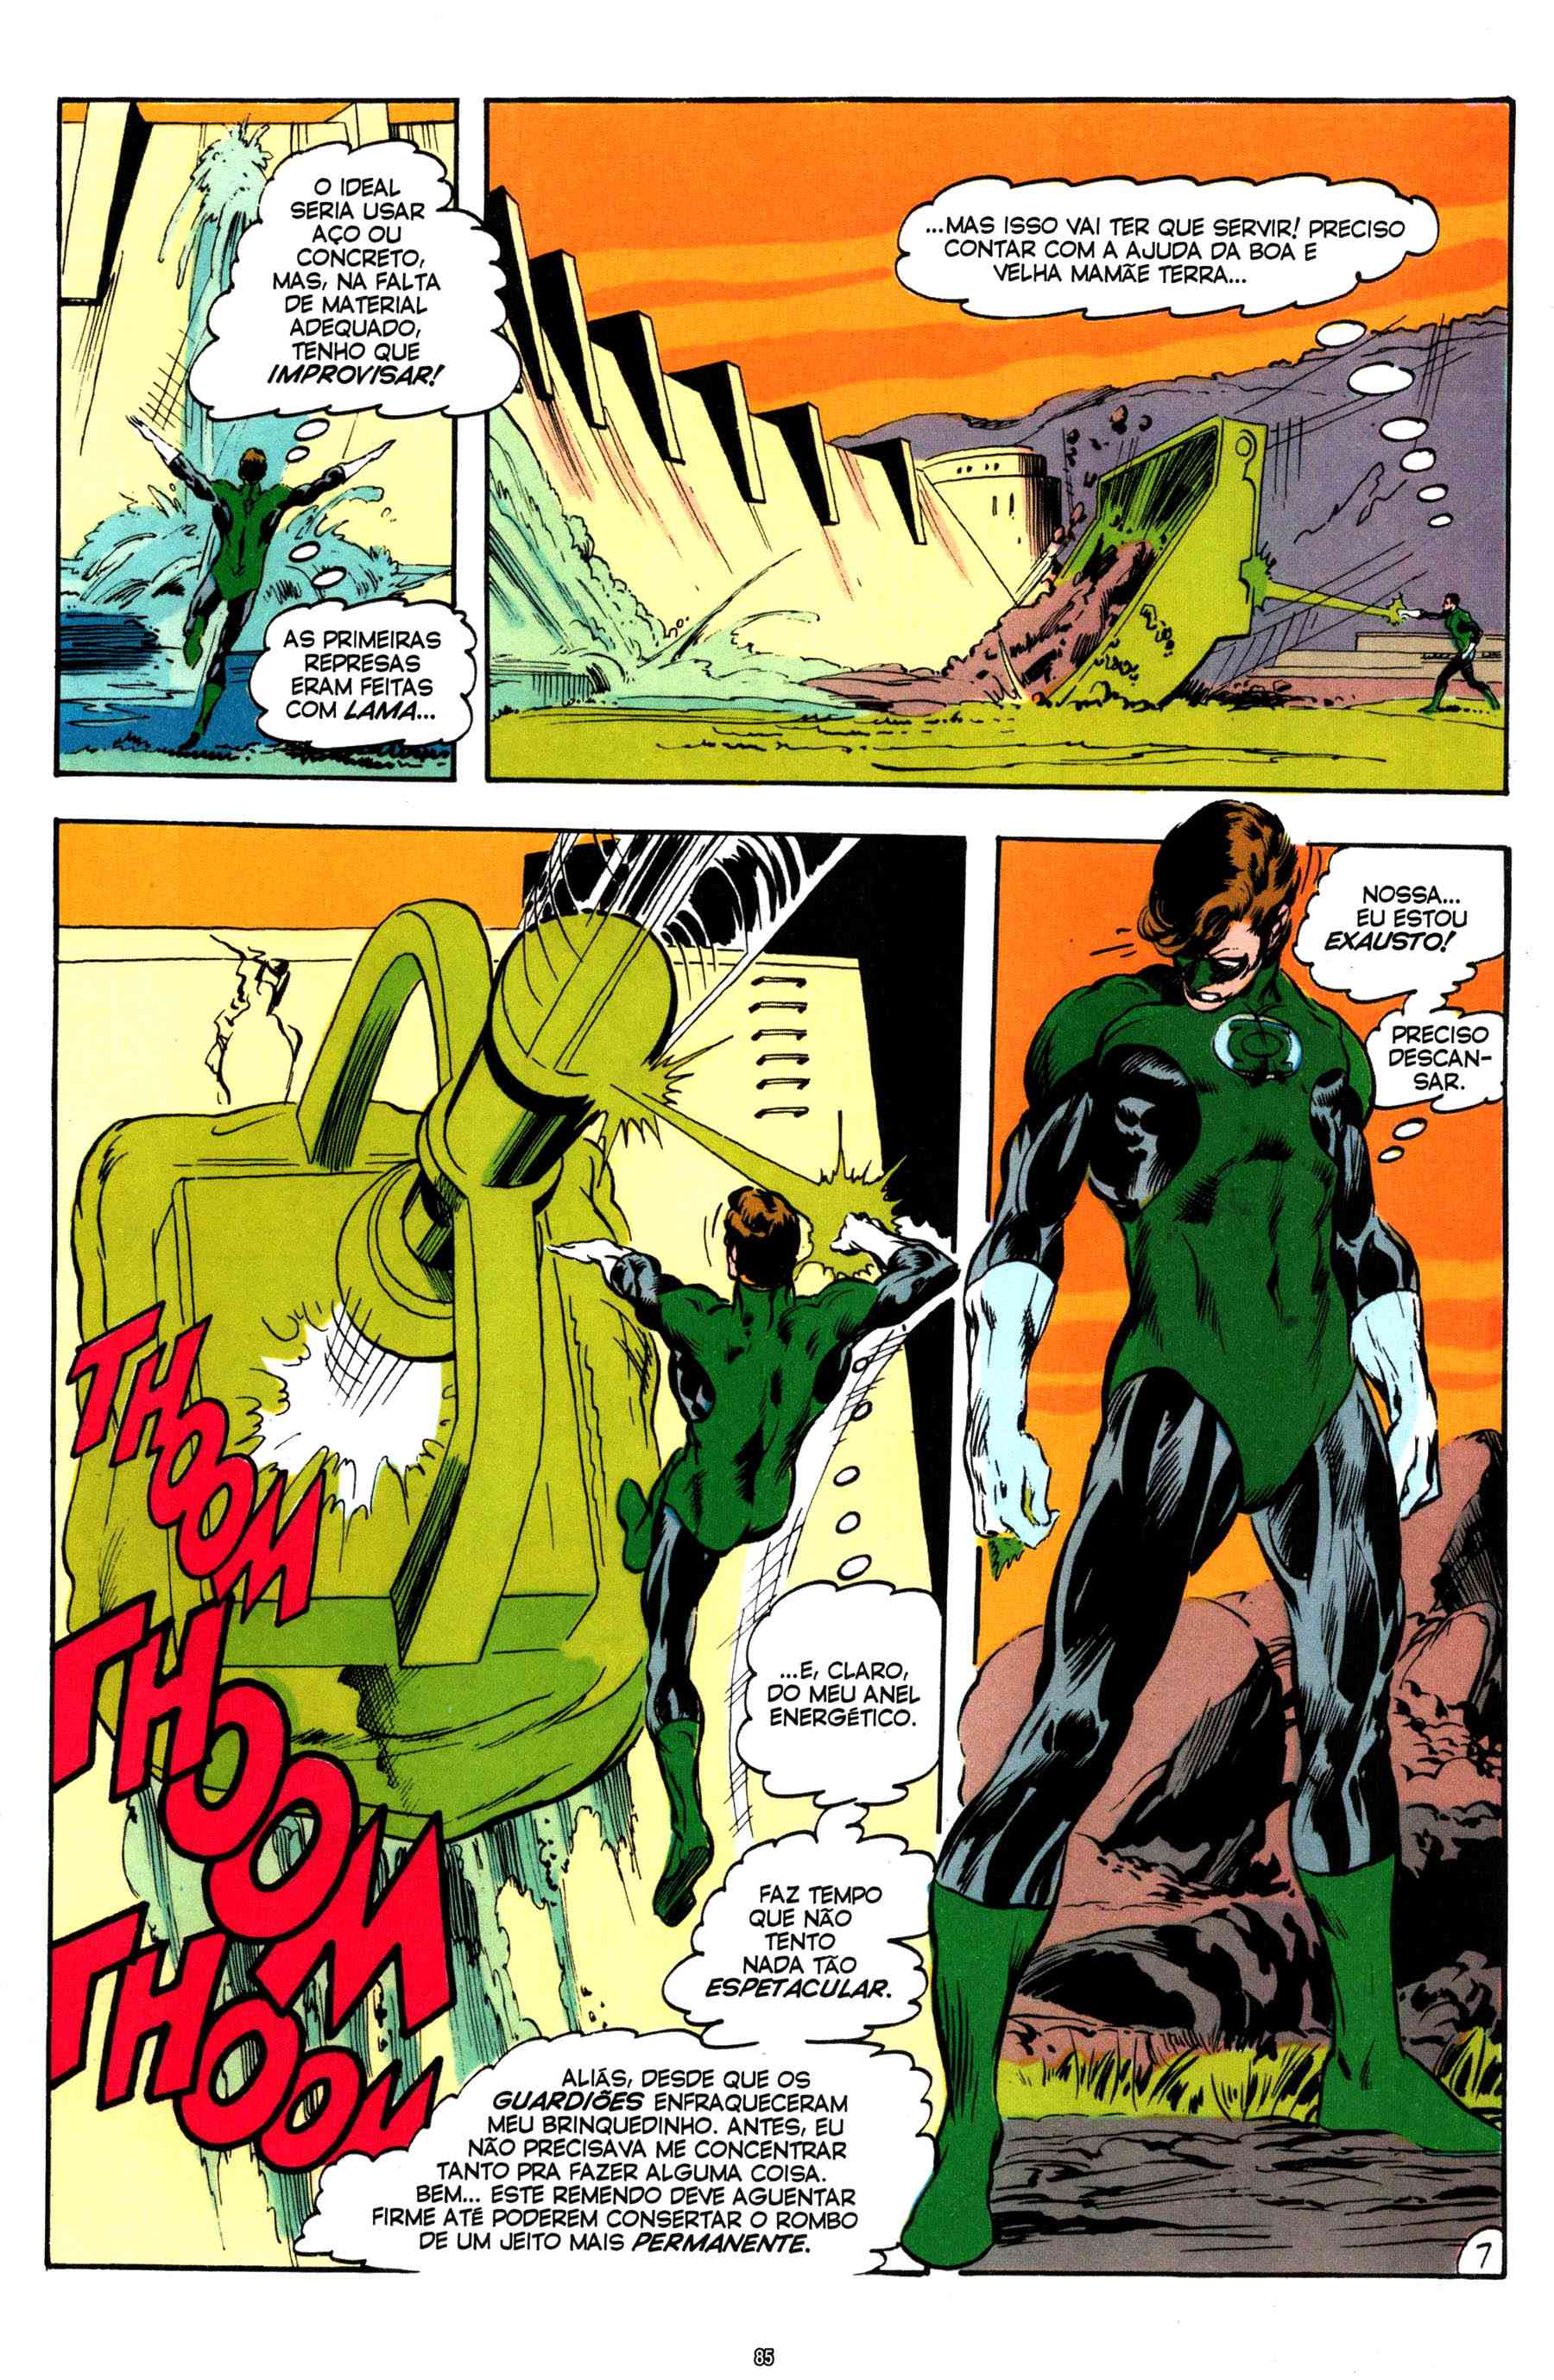 O IDEAL
SERIA USAR
AÇO OU
CONCRETO,
MAS, NA FALTA
DE MATERIAL
ADEQUADO,
TENHO QUE
IMPROVISAR!
AS PRIMEIRAS
REPRESAS
ERAM FEITAS
COM LAMA...
...MAS ISSO VAI TER QUE SERVIR! PRECISO
CONTAR COM A AJUDA DA BOA E
VELHA MAMÃE TERRA...
THOOM
THOOM
THOOM
...E, CLARO,
DO MEU ANEL
ENERGÉTICO.
FAZ TEMPO
QUE NÃO
TENTO
NADA TÃO
ESPETACULAR.
ALIÁS, DESDE QUE OS
GUARDIÕES ENFRAQUECERAM
MEU BRINQUEDINHO. ANTES, EU
NÃO PRECISAVA ME CONCENTRAR
TANTO PRA FAZER ALGUMA COISA.
BEM... ESTE REMENDO DEVE AGUENTAR
FIRME ATÉ PODEREM CONSERTAR O ROMBO
DE UM JEITO MAIS PERMANENTE.
NOSSA...
EU ESTOU
EXAUSTO!
PRECISO
DESCAN-
SAR.
7
85